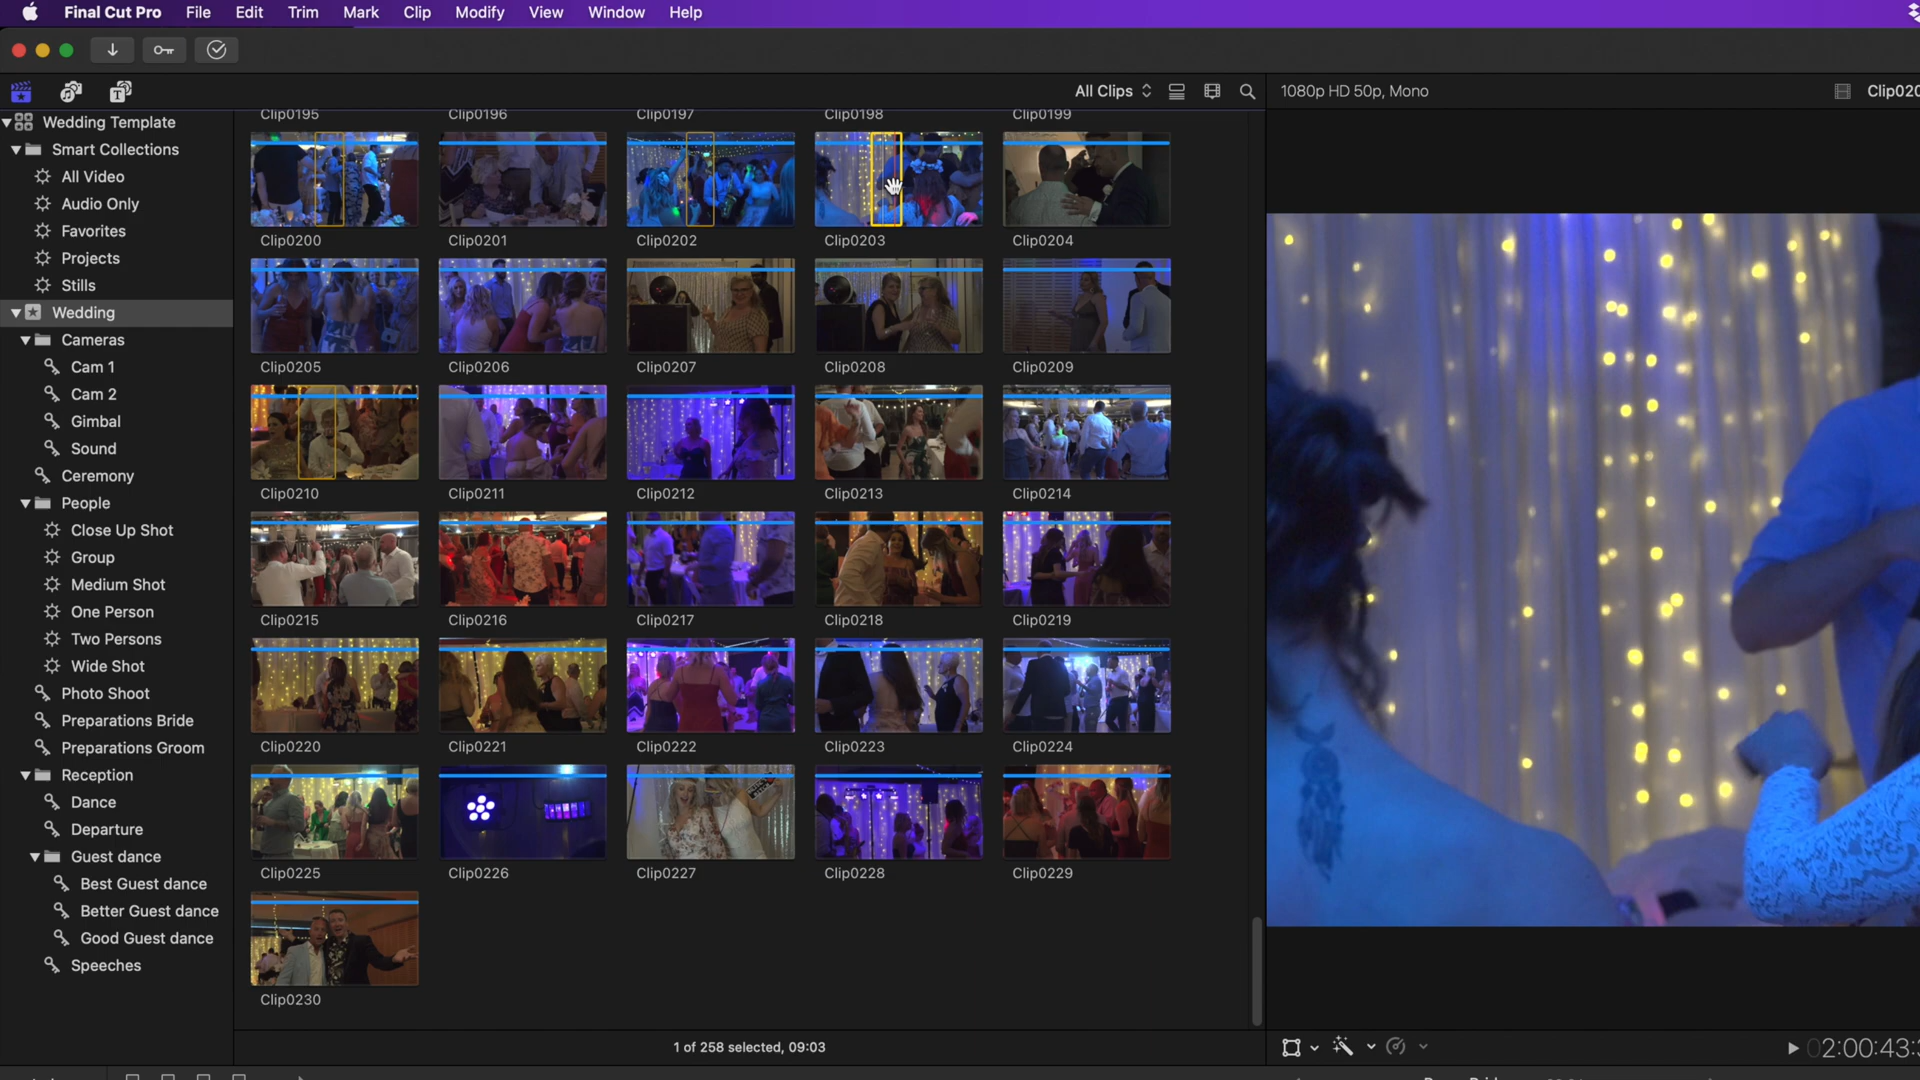 Final Cut Pro File Edit Trim Mark Clip Modify View Window Help
All Clips
1080p HD 50p, Mono
Wedding Template
Smart Collections
All Video
Audio Only
Favorites
Projects
Stills
Wedding
Cameras
Cam 1
Cam 2
Gimbal
Sound
Ceremony
People
Close Up Shot
Group
Medium Shot
One Person
Two Persons
Wide Shot
Photo Shoot
Preparations Bride
Preparations Groom
Reception
Dance
Departure
Guest dance
Best Guest dance
Better Guest dance
Good Guest dance
Speeches
Clip0195 Clip0196 Clip0197 Clip0198 Clip0199
Clip0200 Clip0201 Clip0202 Clip0203 Clip0204
Clip0205 Clip0206 Clip0207 Clip0208 Clip0209
Clip0210 Clip0211 Clip0212 Clip0213 Clip0214
Clip0215 Clip0216 Clip0217 Clip0218 Clip0219
Clip0220 Clip0221 Clip0222 Clip0223 Clip0224
Clip0225 Clip0226 Clip0227 Clip0228 Clip0229
Clip0230
1 of 258 selected, 09:03